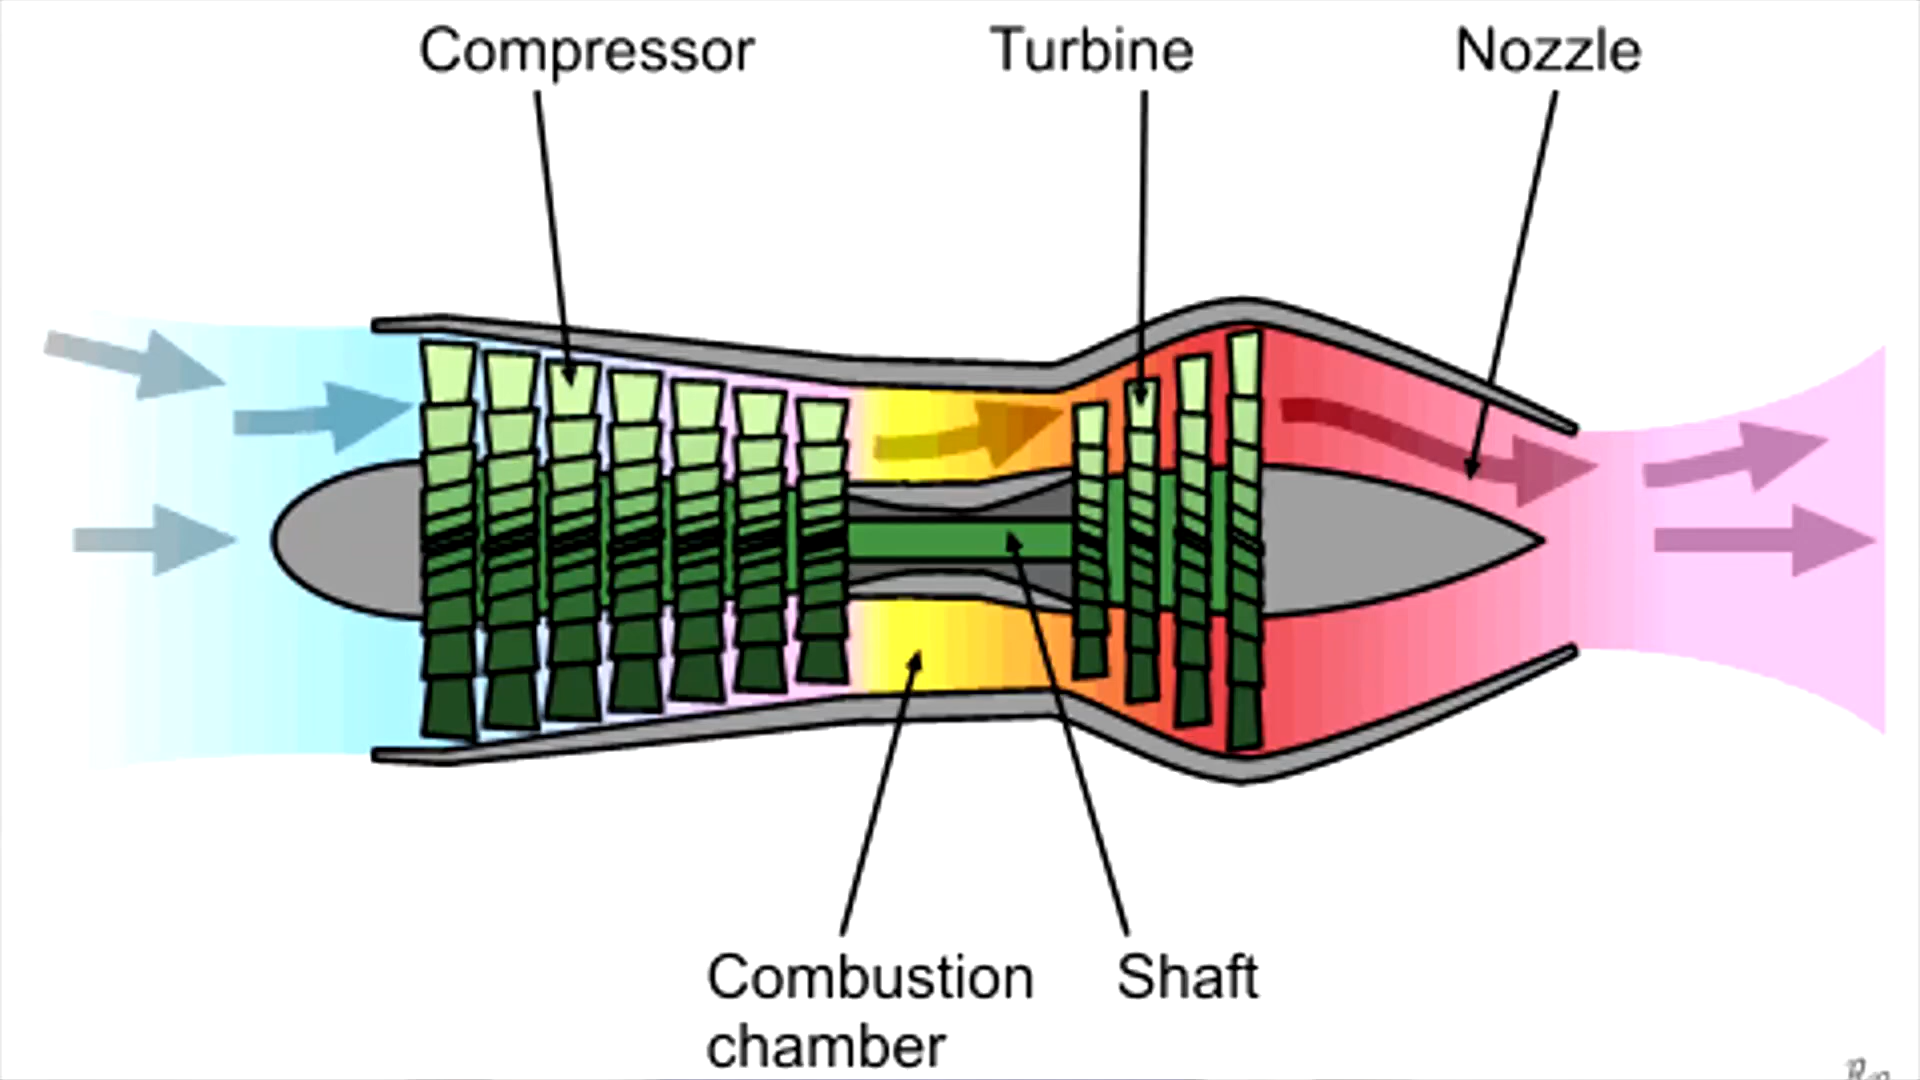 Compressor
Turbine
Nozzle
Combustion
chamber
Shaft